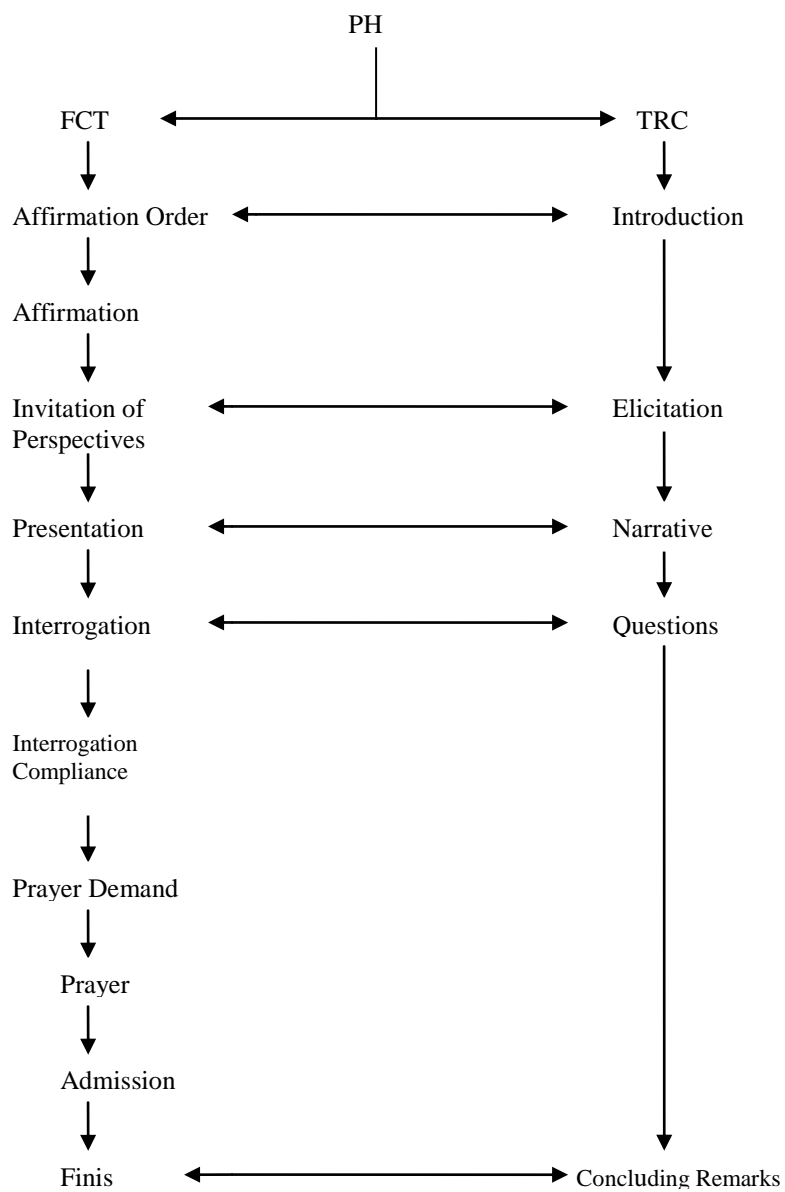 PH
FCT
TRC
Affirmation Order
Introduction
Affirmation
Invitation of
Perspectives
Elicitation
Presentation
Narrative
Interrogation
Questions
Interrogation
Compliance
Prayer Demand
Prayer
Admission
Finis
Concluding Remarks